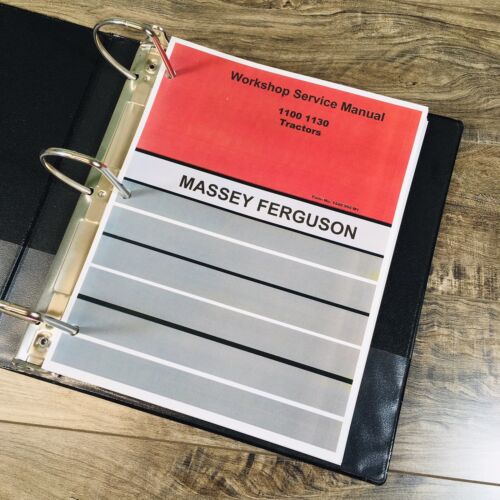 Workshop Service Manual
1100 1130
Tractors
MASSEY FERGUSON